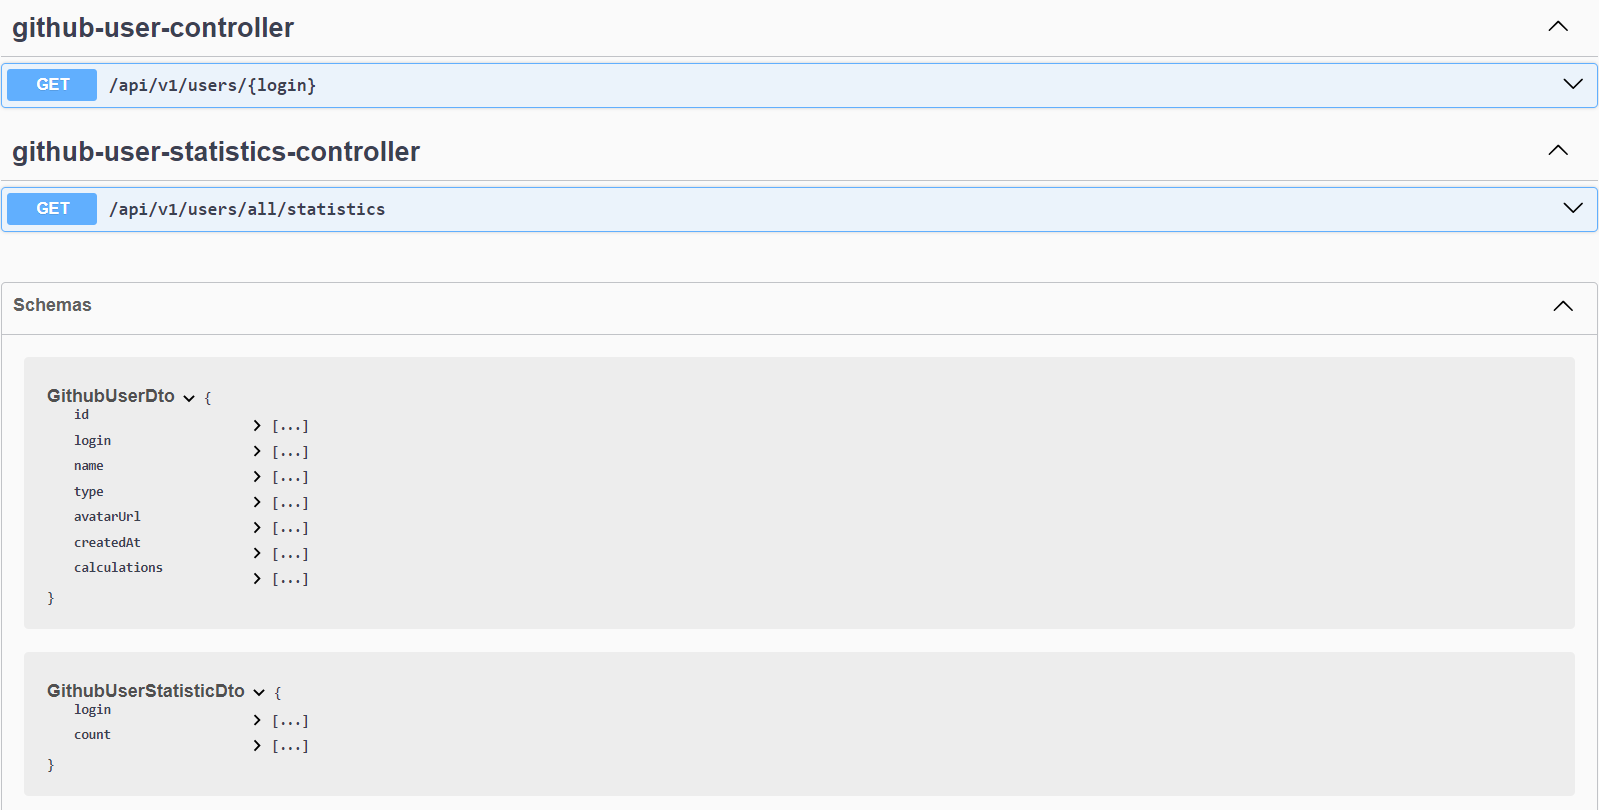 github-user-controller
GET /api/v1/users/{login}
github-user-statistics-controller
GET /api/v1/users/all/statistics
Schemas
GithubUserDto {
id [...]
login [...]
name [...]
type [...]
avatarUrl [...]
createdAt [...]
calculations [...]
}
GithubUserStatisticDto {
login [...]
count [...]
}